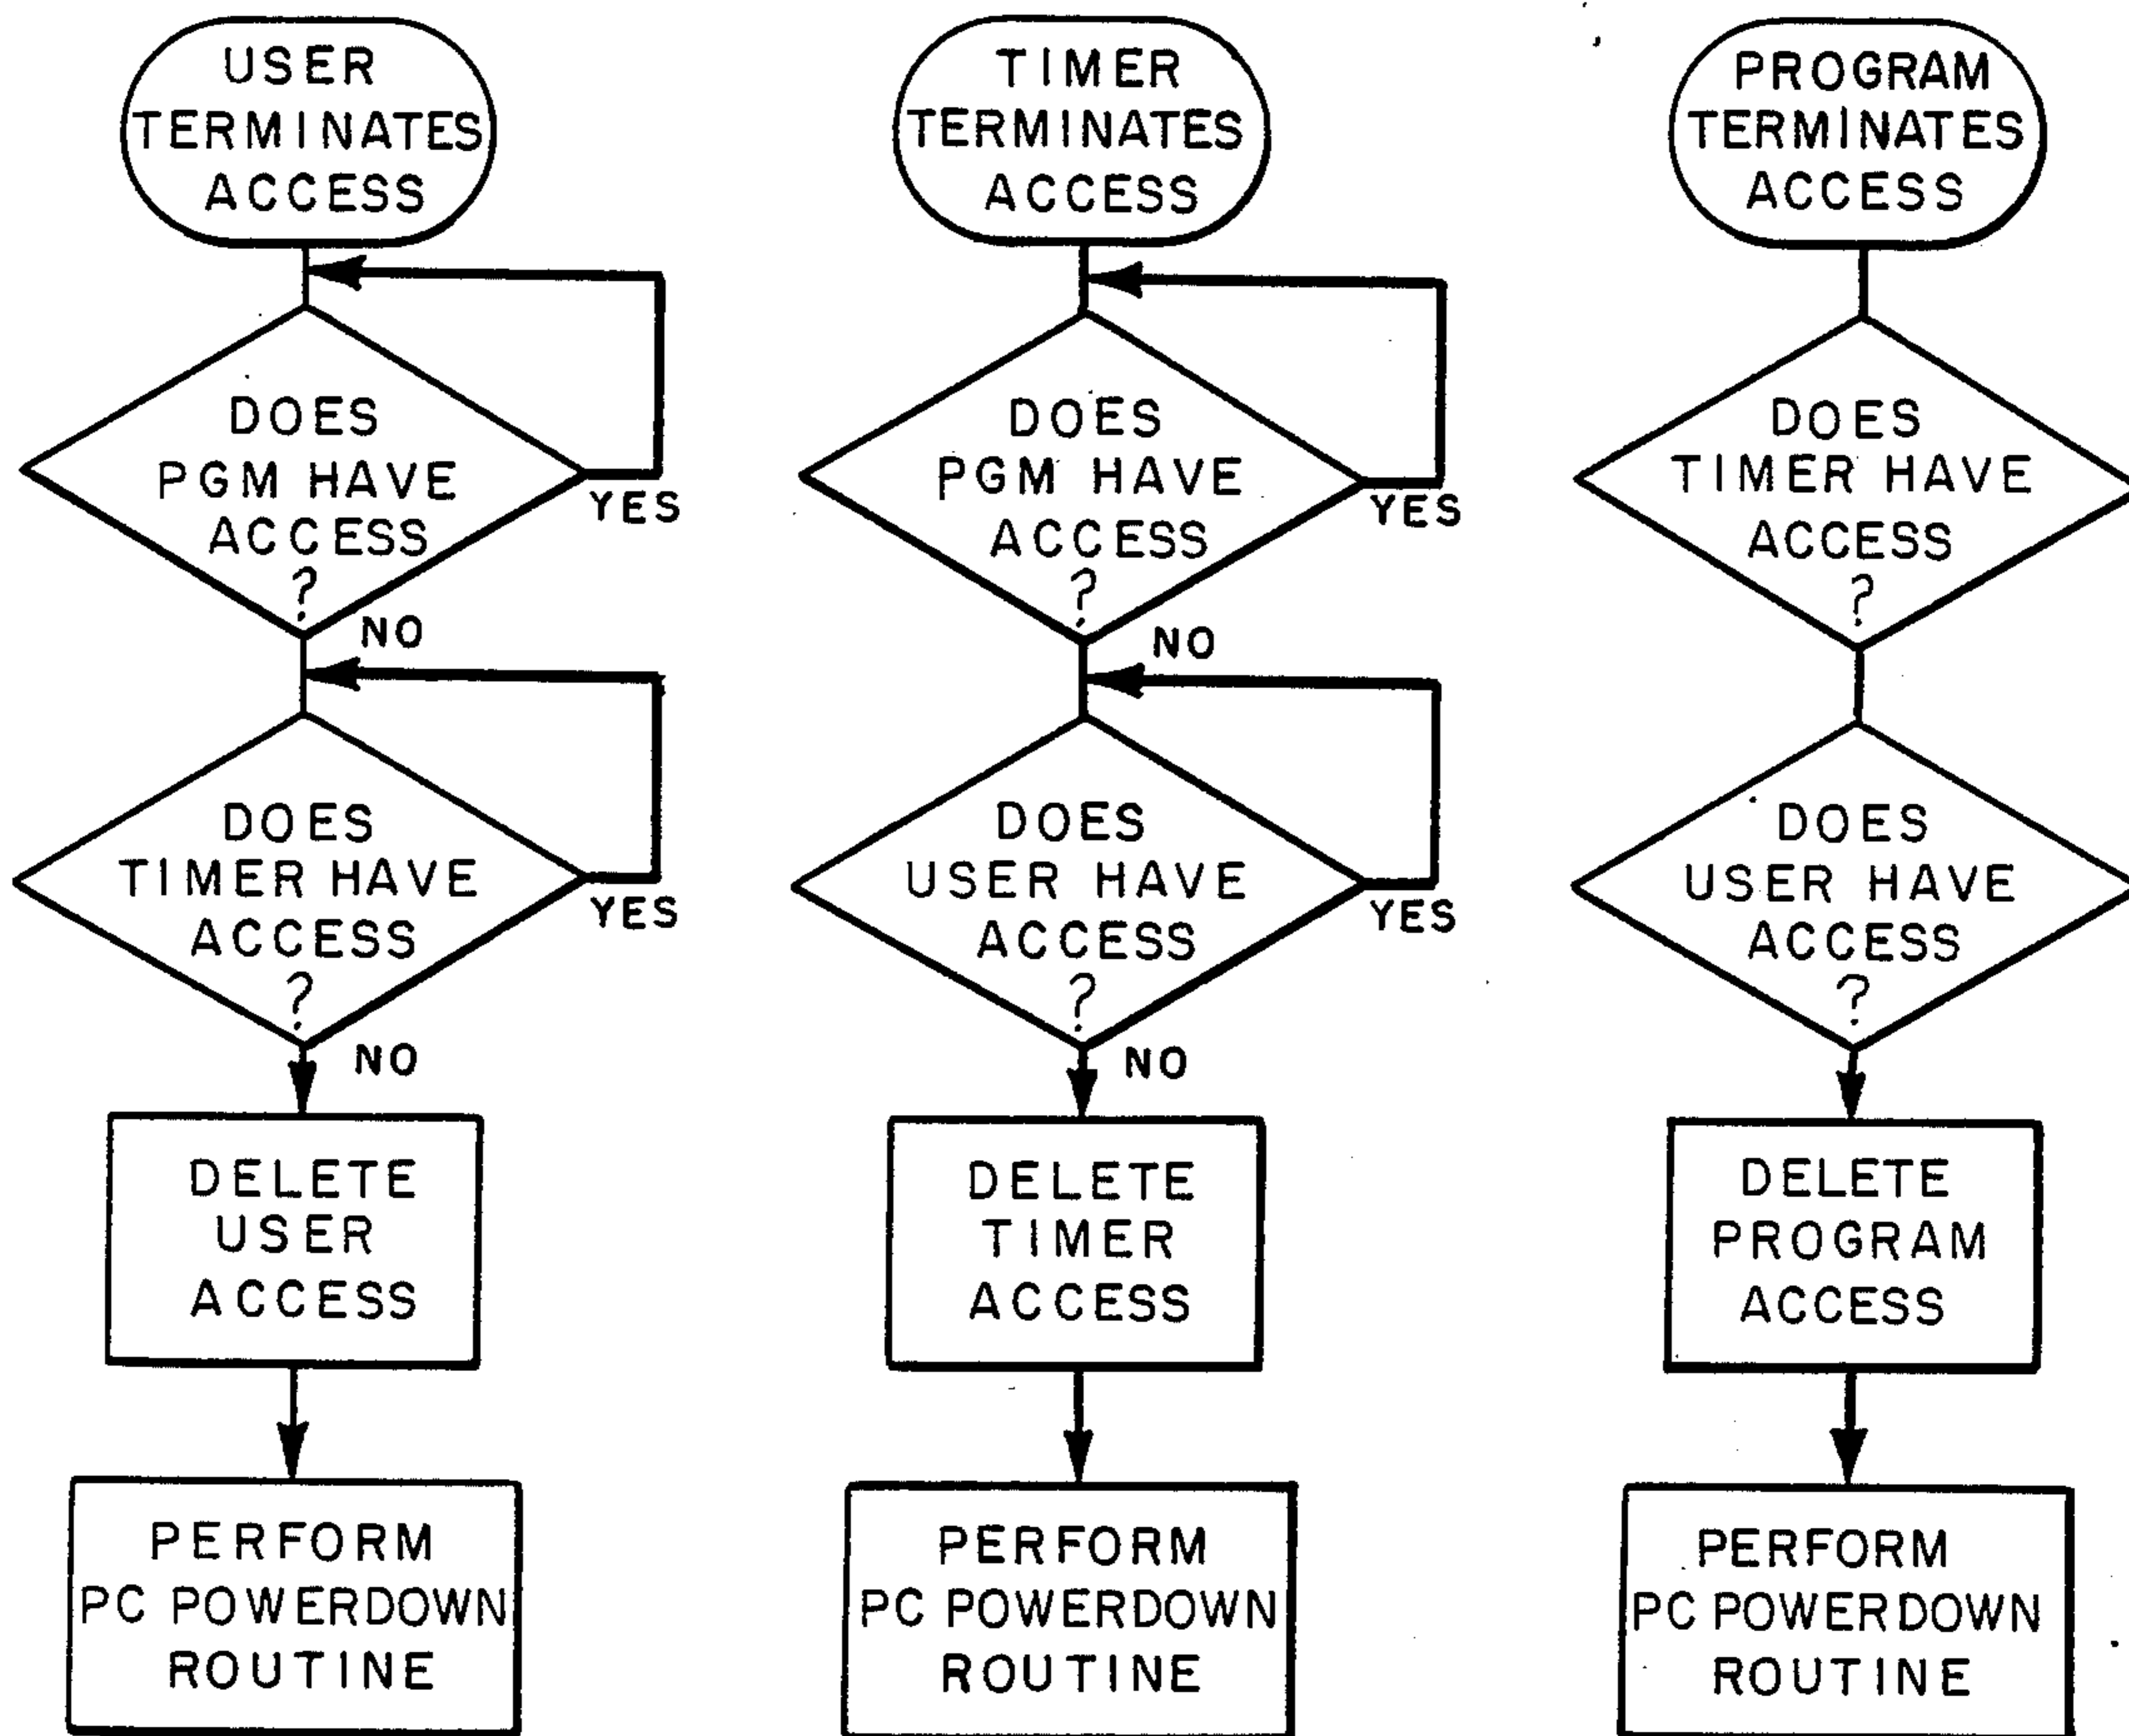 USER
TERMINATES
ACCESS
DOES
PGM HAVE
ACCESS
?
YES
NO
DOES
TIMER HAVE
ACCESS
?
YES
NO
DELETE
USER
ACCESS
PERFORM
PC POWERDOWN
ROUTINE
TIMER
TERMINATES
ACCESS
DOES
PGM HAVE
ACCESS
?
YES
NO
DOES
USER HAVE
ACCESS
?
YES
NO
DELETE
TIMER
ACCESS
PERFORM
PC POWERDOWN
ROUTINE
PROGRAM
TERMINATES
ACCESS
DOES
TIMER HAVE
ACCESS
?
DOES
USER HAVE
ACCESS
?
DELETE
PROGRAM
ACCESS
PERFORM
PC POWERDOWN
ROUTINE